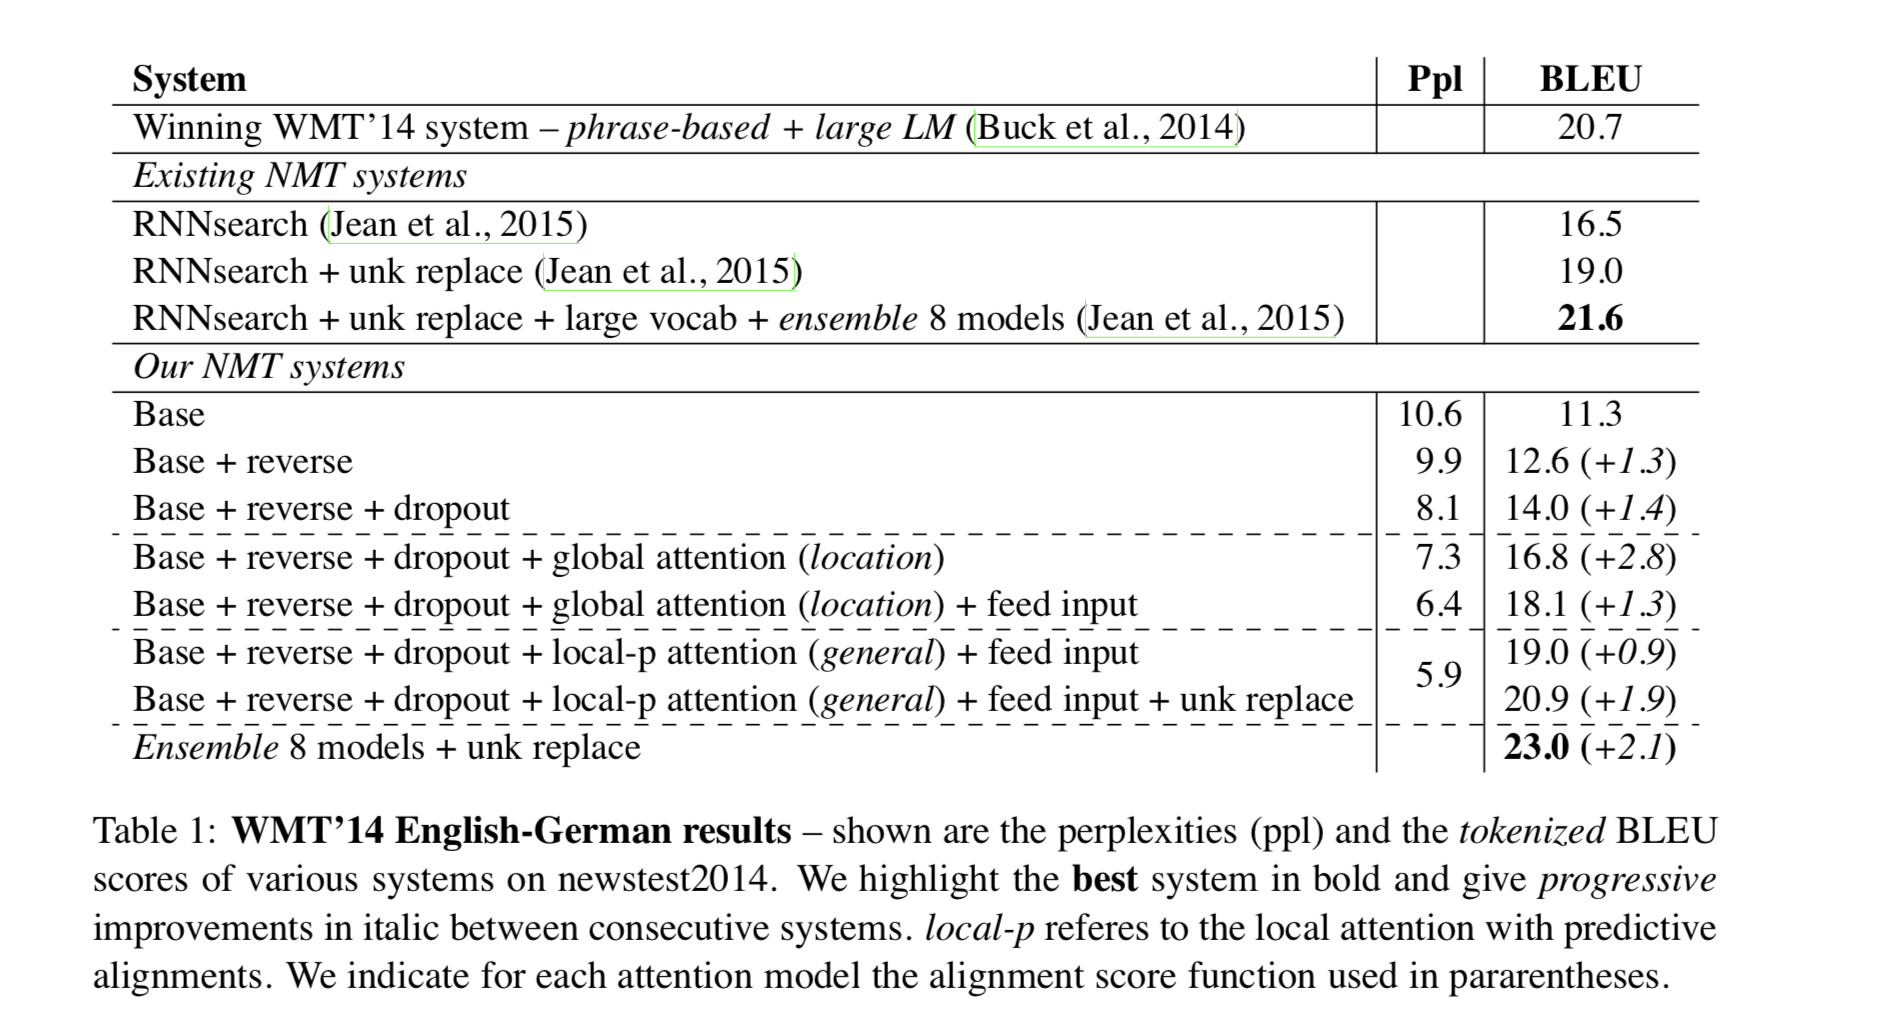 System Ppl BLEU
Winning WMT’14 system – phrase-based + large LM (Buck et al., 2014) 20.7
Existing NMT systems
RNNsearch (Jean et al., 2015) 16.5
RNNsearch + unk replace (Jean et al., 2015) 19.0
RNNsearch + unk replace + large vocab + ensemble 8 models (Jean et al., 2015) 21.6
Our NMT systems
Base 10.6 11.3
Base + reverse 9.9 12.6 (+1.3)
Base + reverse + dropout 8.1 14.0 (+1.4)
Base + reverse + dropout + global attention (location) 7.3 16.8 (+2.8)
Base + reverse + dropout + global attention (location) + feed input 6.4 18.1 (+1.3)
Base + reverse + dropout + local-p attention (general) + feed input 5.9 19.0 (+0.9)
Base + reverse + dropout + local-p attention (general) + feed input + unk replace 20.9 (+1.9)
Ensemble 8 models + unk replace 23.0 (+2.1)
Table 1: WMT’14 English-German results – shown are the perplexities (ppl) and the tokenized BLEU
scores of various systems on newstest2014. We highlight the best system in bold and give progressive
improvements in italic between consecutive systems. local-p referes to the local attention with predictive
alignments. We indicate for each attention model the alignment score function used in pararentheses.